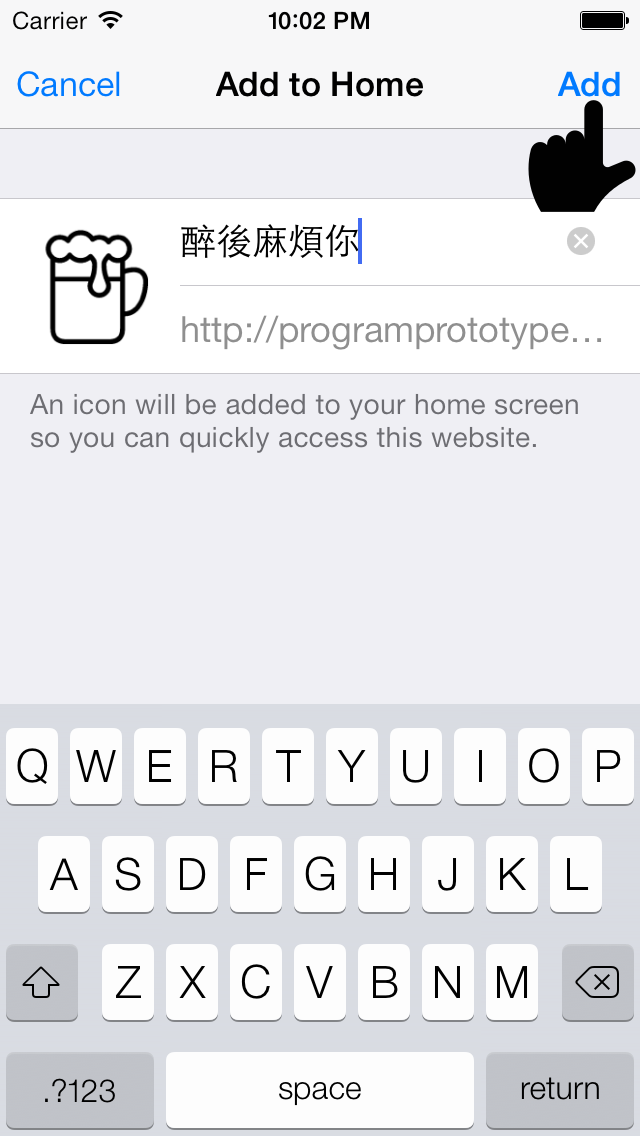 Carrier 10:02 PM
Cancel Add to Home Add
醉後麻煩你
http://programprototype...
An icon will be added to your home screen
so you can quickly access this website.
Q W E R T Y U I O P
A S D F G H J K L
Z X C V B N M
.?123 space return